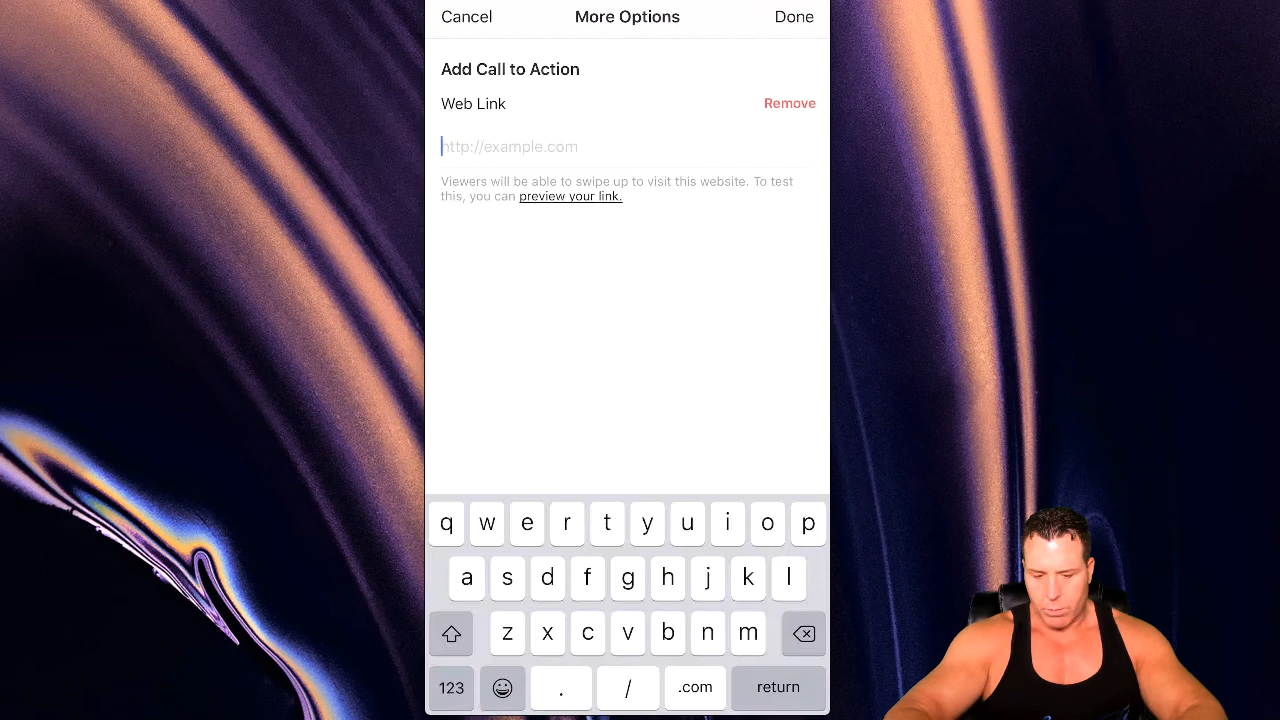 Cancel More Options Done
Add Call to Action
Web Link Remove
http://example.com
Viewers will be able to swipe up to visit this website. To test
this, you can preview your link.
q w e r t y u i o p
a s d f g h j k l
z x c v b n m
123 . / .com return